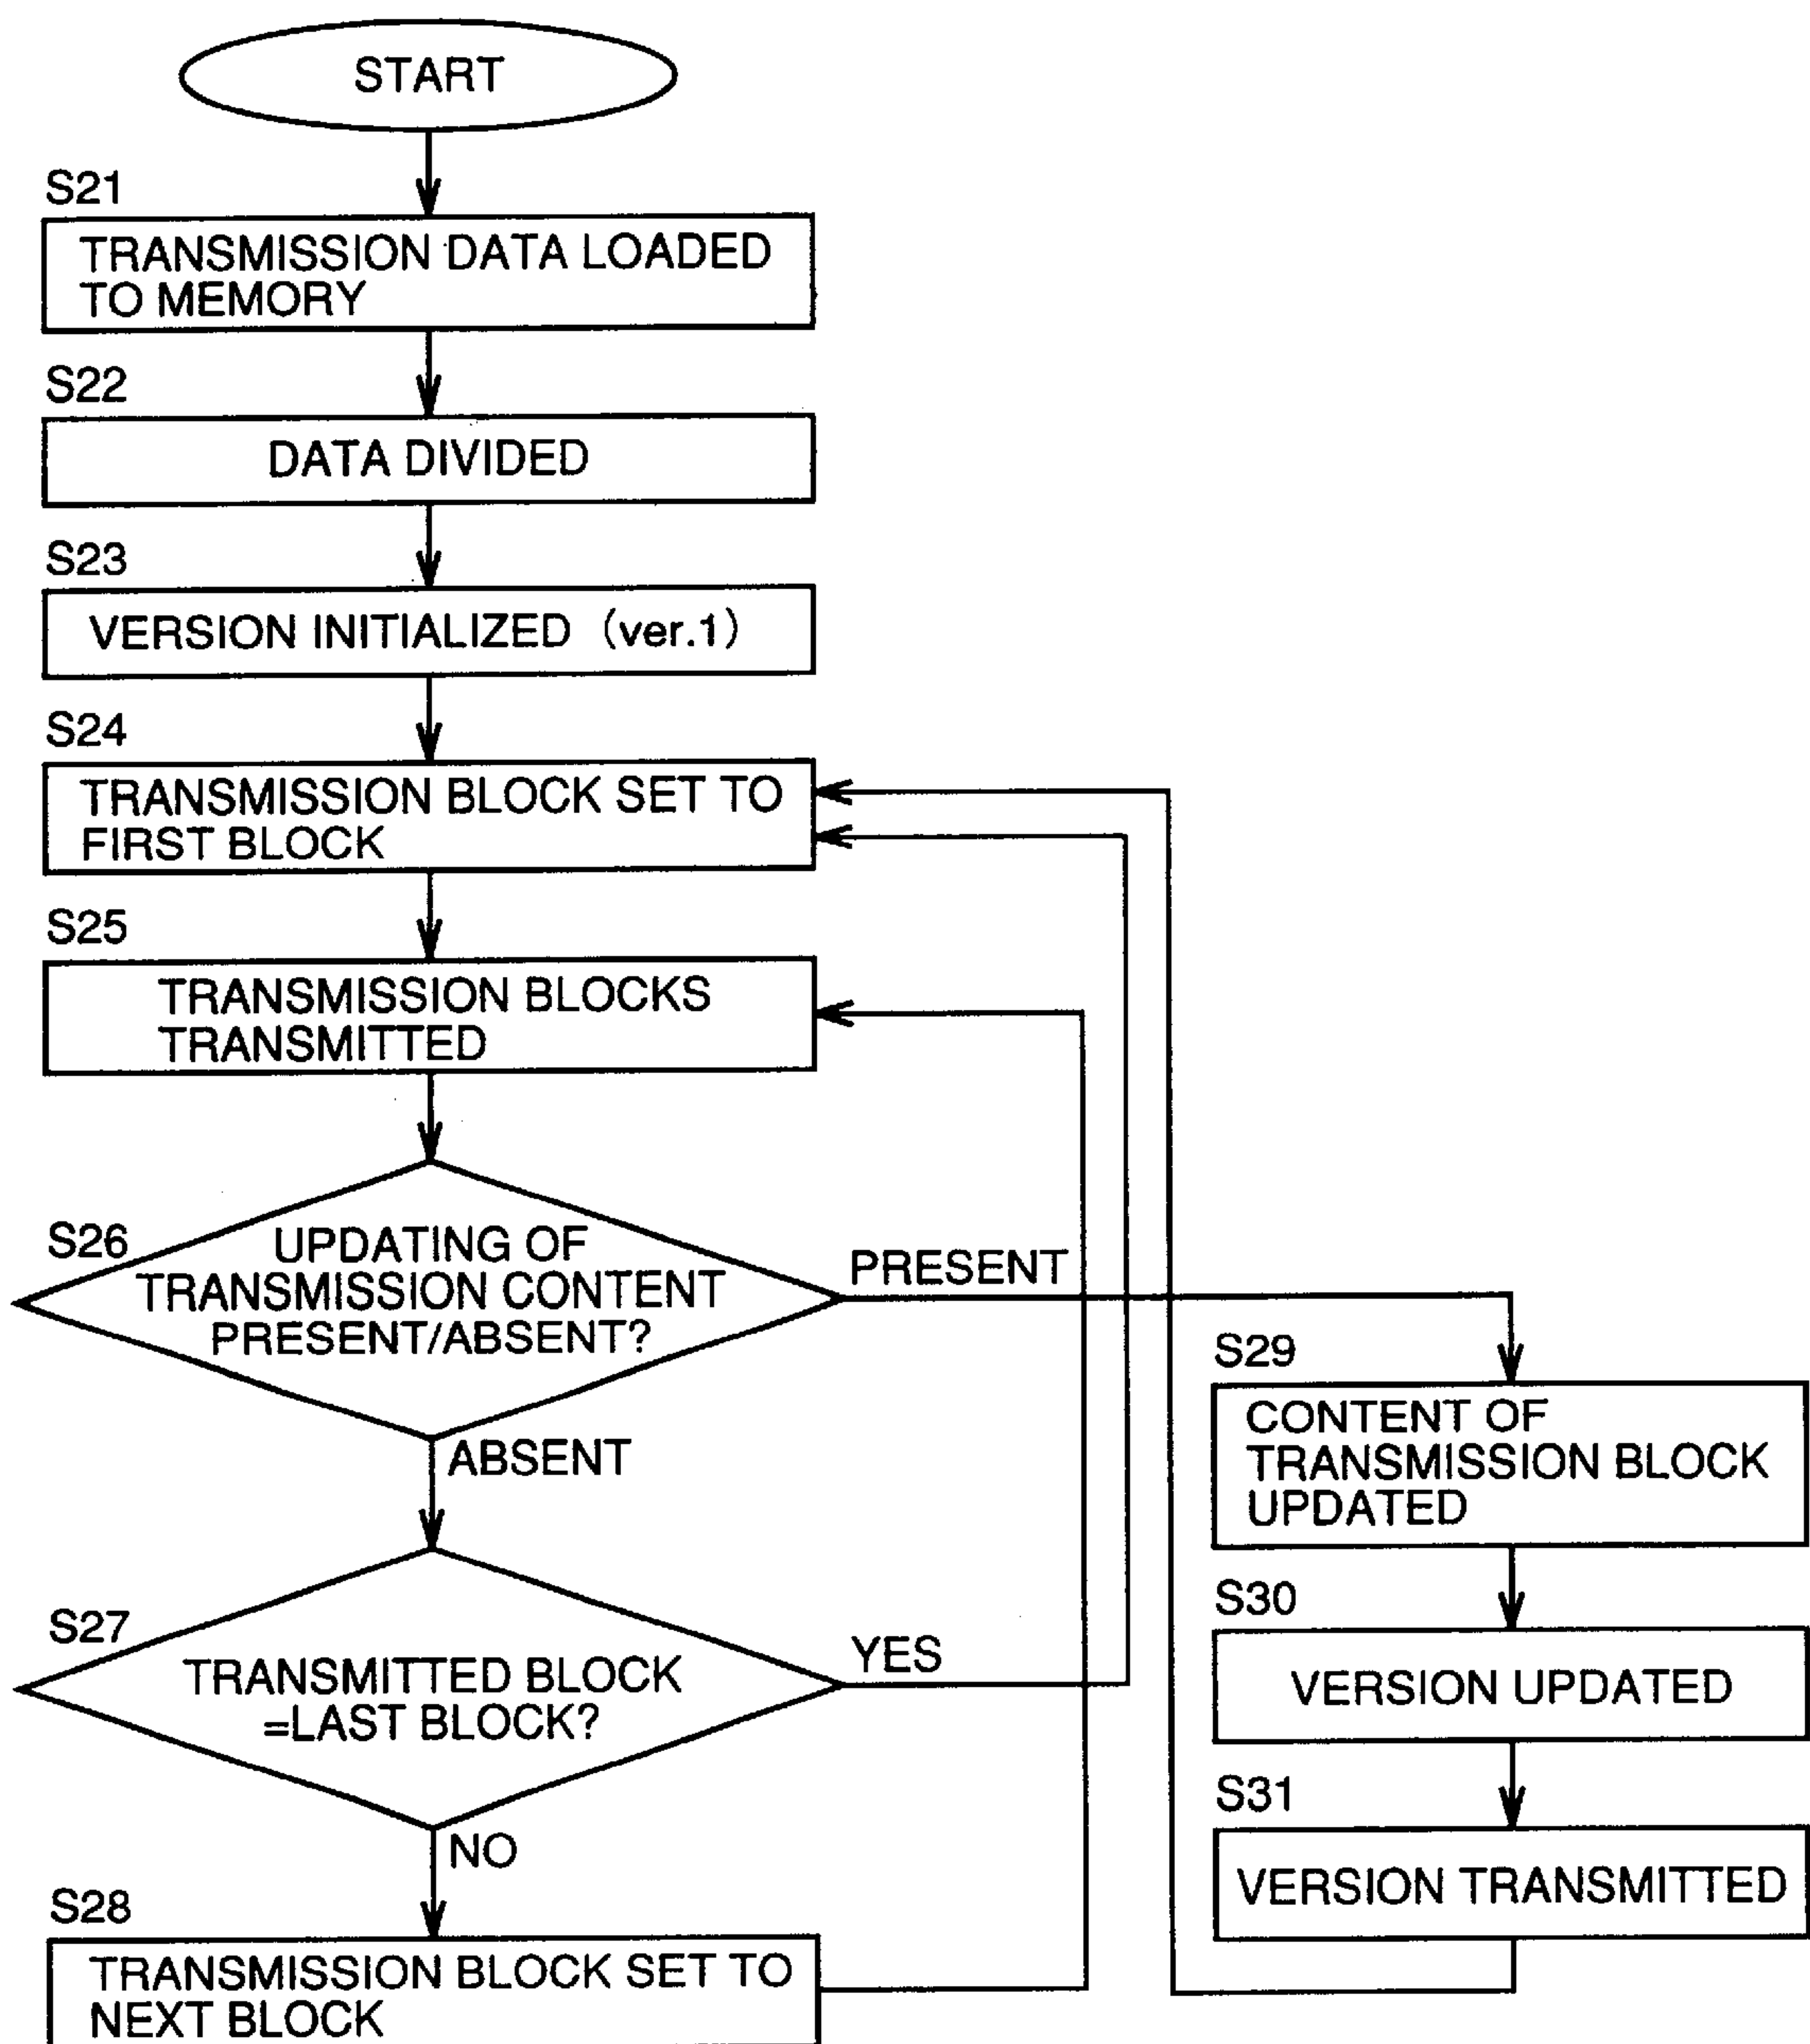 START
S21
TRANSMISSION DATA LOADED
TO MEMORY
S22
DATA DIVIDED
S23
VERSION INITIALIZED (ver.1)
S24
TRANSMISSION BLOCK SET TO
FIRST BLOCK
S25
TRANSMISSION BLOCKS
TRANSMITTED
S26
UPDATING OF
TRANSMISSION CONTENT
PRESENT/ABSENT?
PRESENT
ABSENT
S27
TRANSMITTED BLOCK
=LAST BLOCK?
YES
NO
S28
TRANSMISSION BLOCK SET TO
NEXT BLOCK
S29
CONTENT OF
TRANSMISSION BLOCK
UPDATED
S30
VERSION UPDATED
S31
VERSION TRANSMITTED